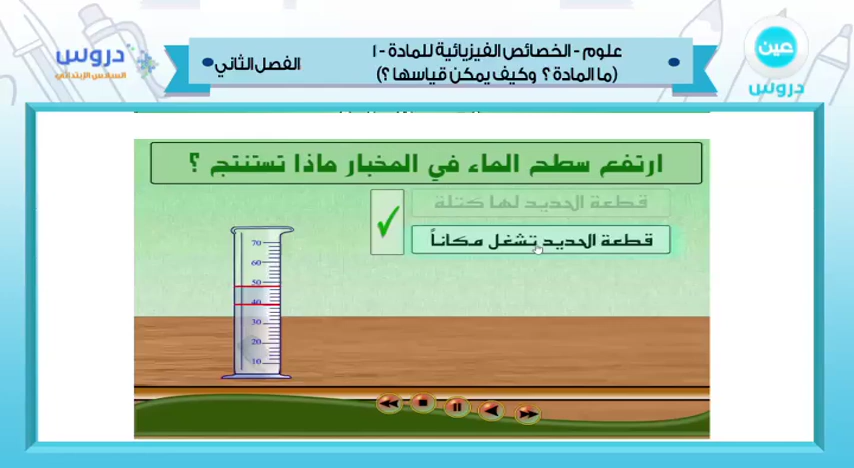 عين
دروس
علوم - الخصائص الفيزيائية للمادة - ١
(ما المادة ؟ وكيف يمكن قياسها ؟)
الفصل الثاني
دروس
السادس الإبتدائي
ارتفع سطح الماء في المخبار ماذا تستنتج ؟
قطعة الحديد لها كتلة
قطعة الحديد تشغل مكاناً
70
60
50
40
30
20
10